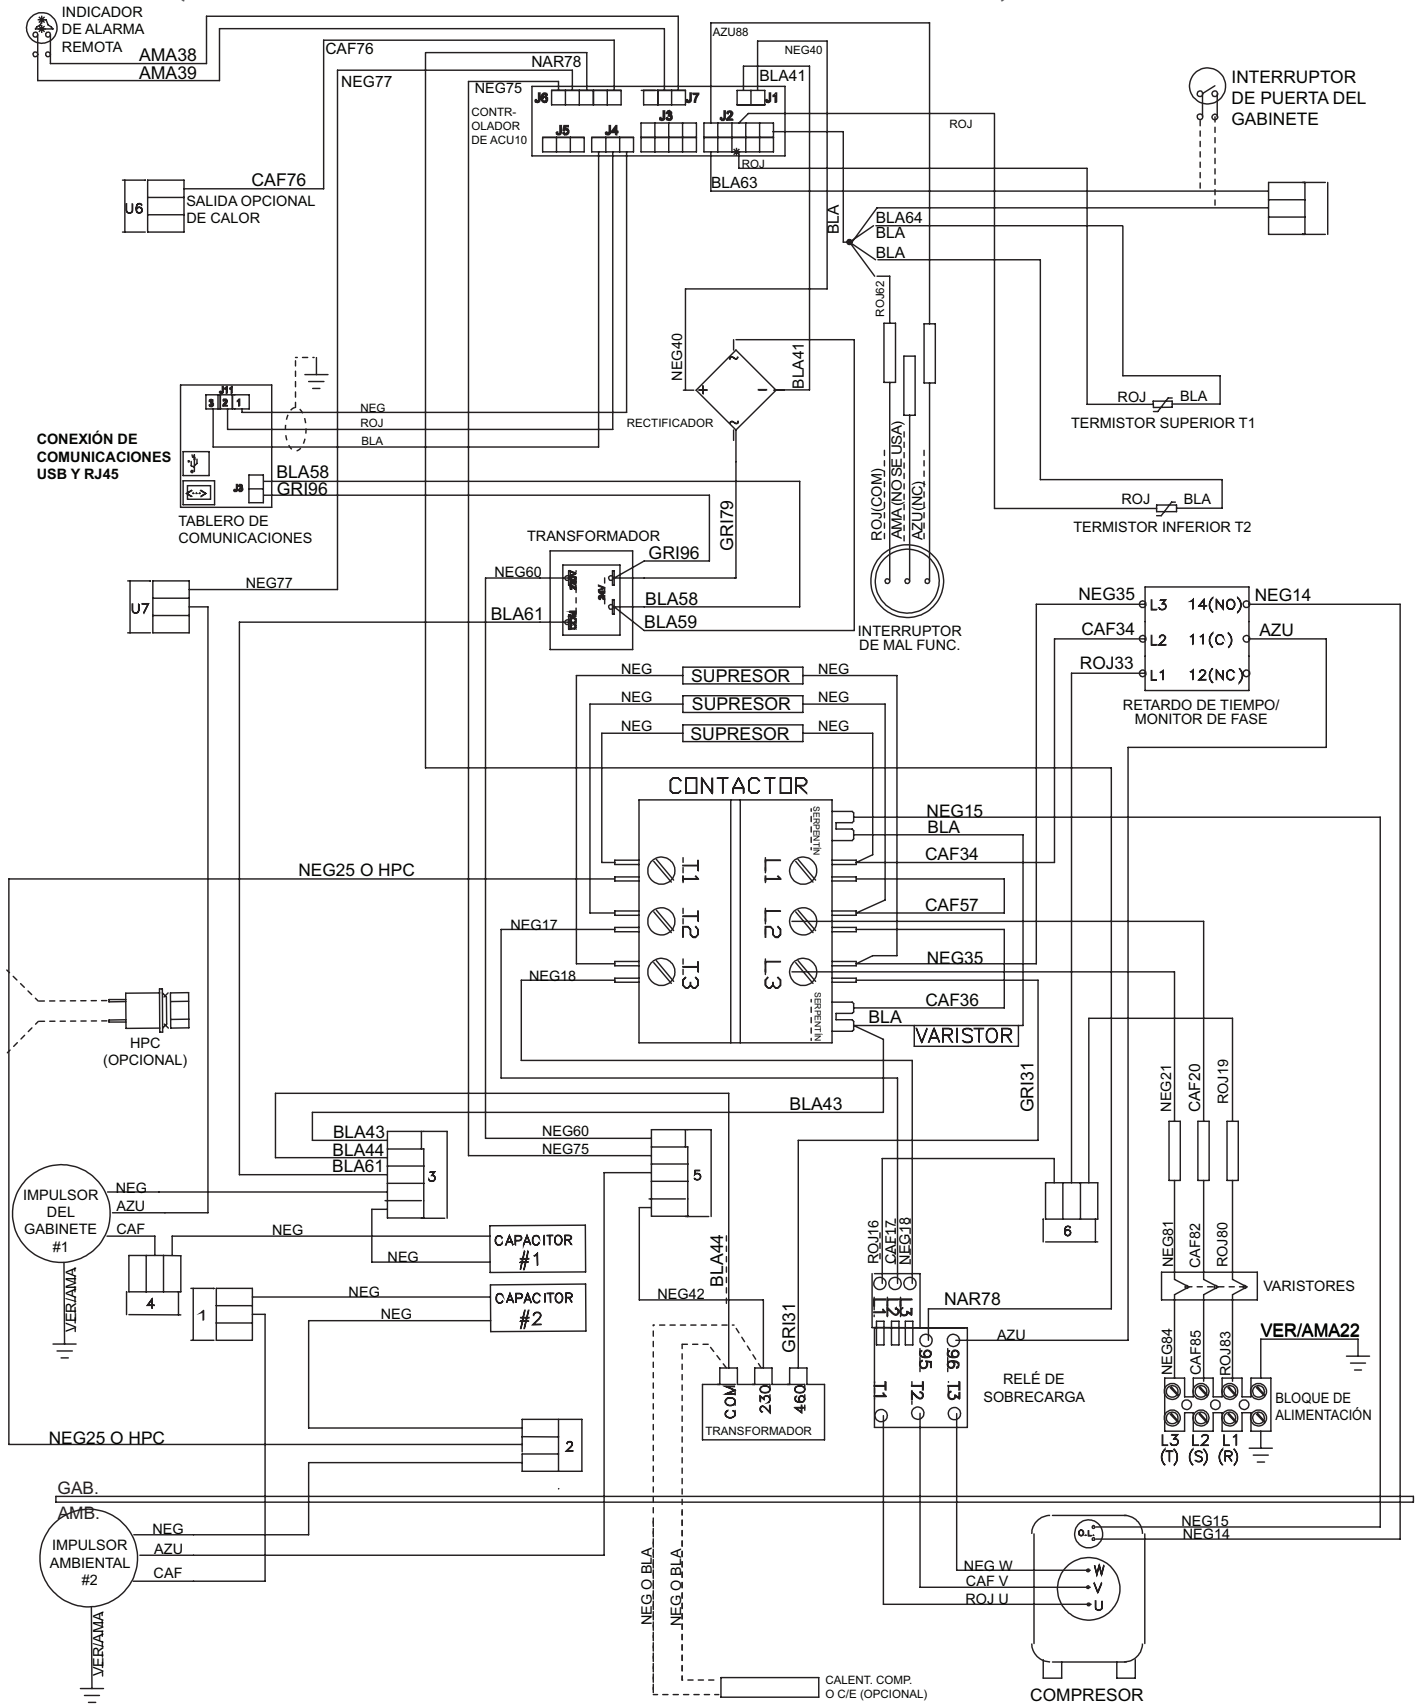 INDICADOR
DE ALARMA
REMOTA
AMA38
AMA39
CAF76
NEG77
NAR78
NEG75
AZU88
NEG40
BLA41
J6
J7
J1
CONTR-
OLADOR
DE ACU10
J5
J4
J3
J2
ROJ
ROJ
BLA63
INTERRUPTOR
DE PUERTA DEL
GABINETE
U6
CAF76
SALIDA OPCIONAL
DE CALOR
BLA
BLA64
BLA
BLA
ROJ62
NEG40
BLA41
RECTIFICADOR
ROJ
BLA
TERMISTOR SUPERIOR T1
ROJ
BLA
TERMISTOR INFERIOR T2
J11
3 2 1
NEG
ROJ
BLA
CONEXIÓN DE
COMUNICACIONES
USB Y RJ45
BLA58
GRI96
J3
TABLERO DE
COMUNICACIONES
GRI79
ROJ(COM)
AMA(NO SE USA)
AZU(NC)
INTERRUPTOR
DE MAL FUNC.
TRANSFORMADOR
NEG60
GRI96
BLA61
BLA58
BLA59
U7
NEG77
NEG35
L3
14(NO)
NEG14
CAF34
L2
11(C)
AZU
ROJ33
L1
12(NC)
RETARDO DE TIEMPO/
MONITOR DE FASE
NEG
SUPRESOR
NEG
NEG
SUPRESOR
NEG
NEG
SUPRESOR
NEG
CONTACTOR
SERPENTÍN
NEG15
BLA
CAF34
CAF57
NEG35
CAF36
BLA
SERPENTÍN
VARISTOR
T1
L1
T2
L2
T3
L3
NEG25 O HPC
NEG17
NEG18
HPC
(OPCIONAL)
GRI31
NEG21
CAF20
ROJ19
BLA43
BLA43
BLA44
BLA61
3
NEG60
NEG75
5
IMPULSOR
DEL
GABINETE
#1
NEG
AZU
CAF
VER/AMA
NEG
NEG
CAPACITOR
#1
4
1
NEG
NEG
CAPACITOR
#2
BLA44
NEG42
GRI31
ROJ16
CAF17
NEG18
6
NEG81
CAF82
ROJ80
VARISTORES
L1
L2
L3
NAR78
AZU
95
96
T1
T2
T3
RELÉ DE
SOBRECARGA
NEG84
CAF85
ROJ83
VER/AMA22
BLOQUE DE
ALIMENTACIÓN
L3
(T)
L2
(S)
L1
(R)
COM
230
460
TRANSFORMADOR
NEG25 O HPC
2
GAB.
AMB.
IMPULSOR
AMBIENTAL
#2
NEG
AZU
CAF
VER/AMA
NEG O BLA
NEG O BLA
CALENT. COMP.
O C/E (OPCIONAL)
NEG W
CAF V
ROJ U
O.L.
NEG15
NEG14
W
V
U
COMPRESOR